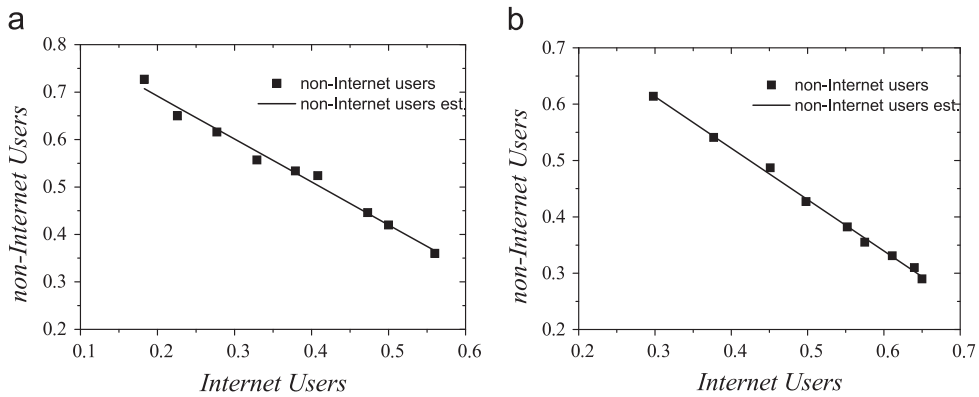 a
0.8
0.7
0.6
0.5
0.4
0.3
0.2
non-Internet Users
non-Internet users
non-Internet users est.
0.1 0.2 0.3 0.4 0.5 0.6
Internet Users
b
0.7
0.6
0.5
0.4
0.3
0.2
non-Internet Users
non-Internet users
non-Internet users est.
0.2 0.3 0.4 0.5 0.6 0.7
Internet Users